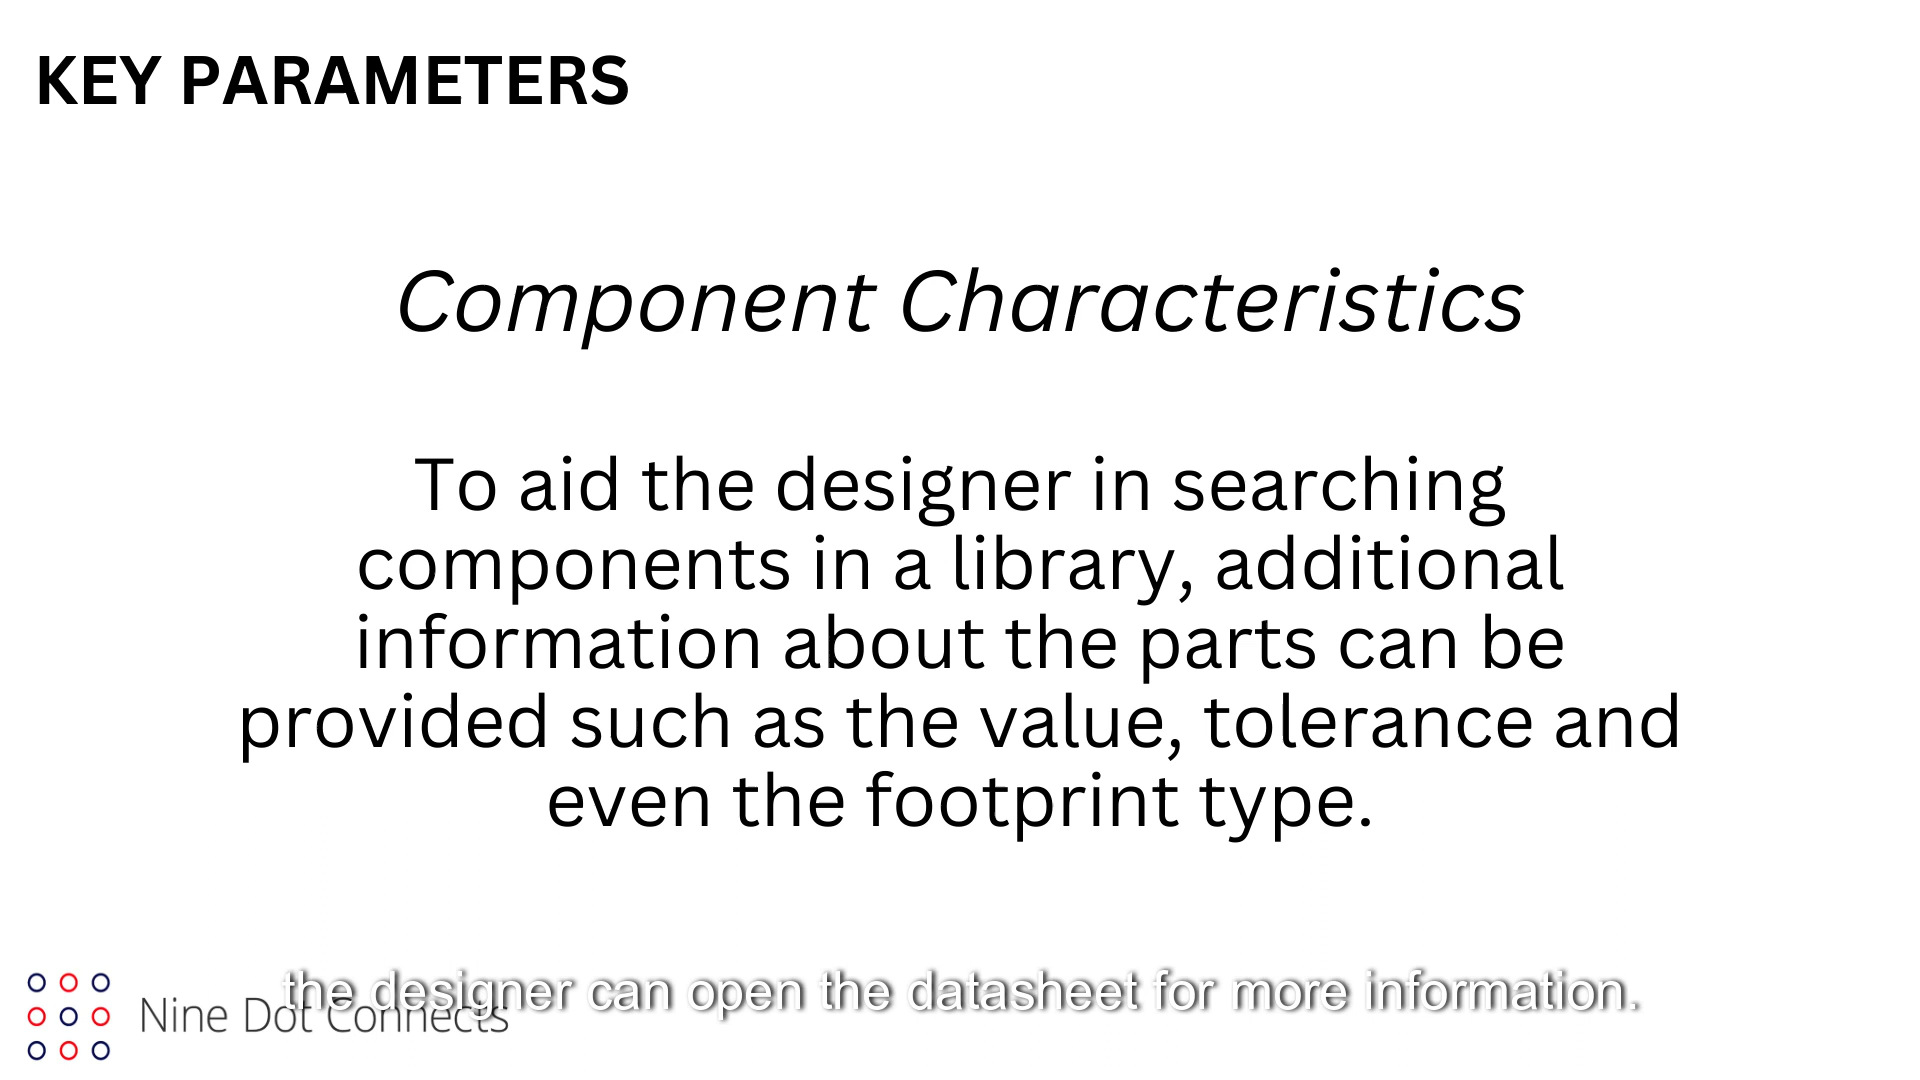 KEY PARAMETERS
Component Characteristics
To aid the designer in searching
components in a library, additional
information about the parts can be
provided such as the value, tolerance and
even the footprint type.
the designer can open the datasheet for more information.
Nine Dot Connects